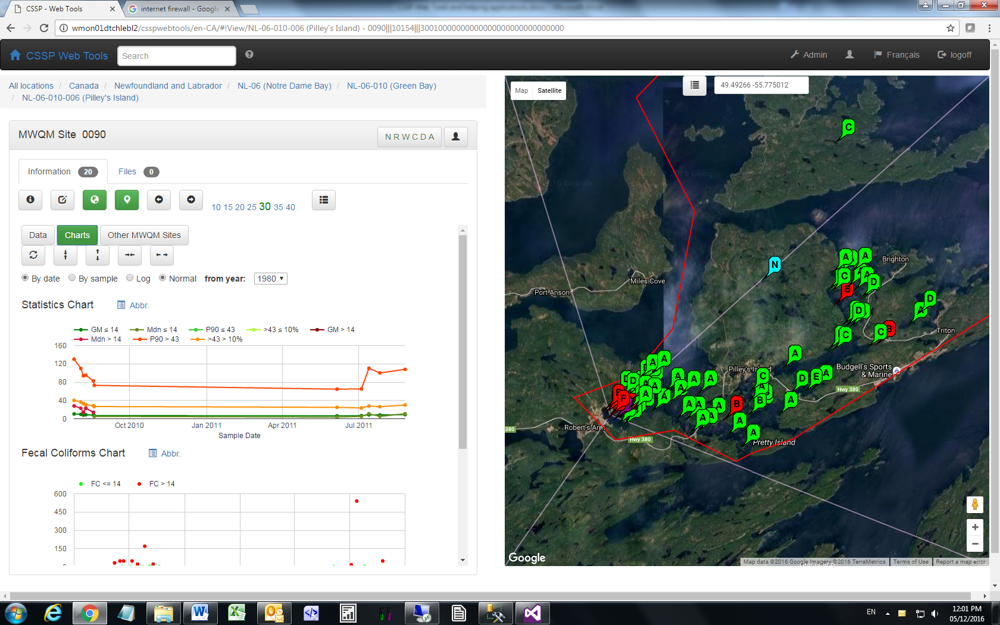 CSSP - Web Tools
internet firewall - Google
wmon01dtchlebl2/csspwebtools/en-CA/#!View/NL-06-010-006 (Pilley's Island) - 0090|||10154|||30010000000000000000000000000000
CSSP Web Tools
Search
Admin
Français
logoff
All locations / Canada / Newfoundland and Labrador / NL-06 (Notre Dame Bay) / NL-06-010 (Green Bay)
/ NL-06-010-006 (Pilley's Island)
MWQM Site 0090
N R W C D A
Information 20
Files 0
10 15 20 25 30 35 40
Data
Charts
Other MWQM Sites
By date
By sample
Log
Normal
from year:
1980
Statistics Chart
Abbr.
GM ≤ 14
Mdn ≤ 14
P90 ≤ 43
>43 ≤ 10%
GM > 14
Mdn > 14
P90 > 43
>43 > 10%
160
120
80
40
0
Oct 2010
Jan 2011
Apr 2011
Jul 2011
Sample Date
Fecal Coliforms Chart
Abbr.
FC <= 14
FC > 14
600
450
300
150
Map
Satellite
49.49266 -55.775012
C
N
A
A
Brighton
C
A
D
B
Miles Cove
Port Anson
D
D
A
C
C
B
Triton
A
A
A
Pilley's Island
Budgell's Sports
& Marine
C
D
E
A
D
D
A
A
A
A
A
A
A
Hwy 380
B
A
B
A
F
A
A
A
A
A
A
A
Robert's Arm
380
Hwy 380
Pretty Island
Google
Map data ©2016 Google Imagery ©2016 TerraMetrics
Terms of Use
Report a map error
EN
12:01 PM
05/12/2016